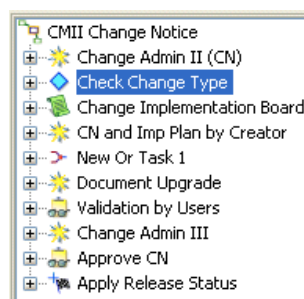 CMII Change Notice
Change Admin II (CN)
Check Change Type
Change Implementation Board
CN and Imp Plan by Creator
New Or Task 1
Document Upgrade
Validation by Users
Change Admin III
Approve CN
Apply Release Status